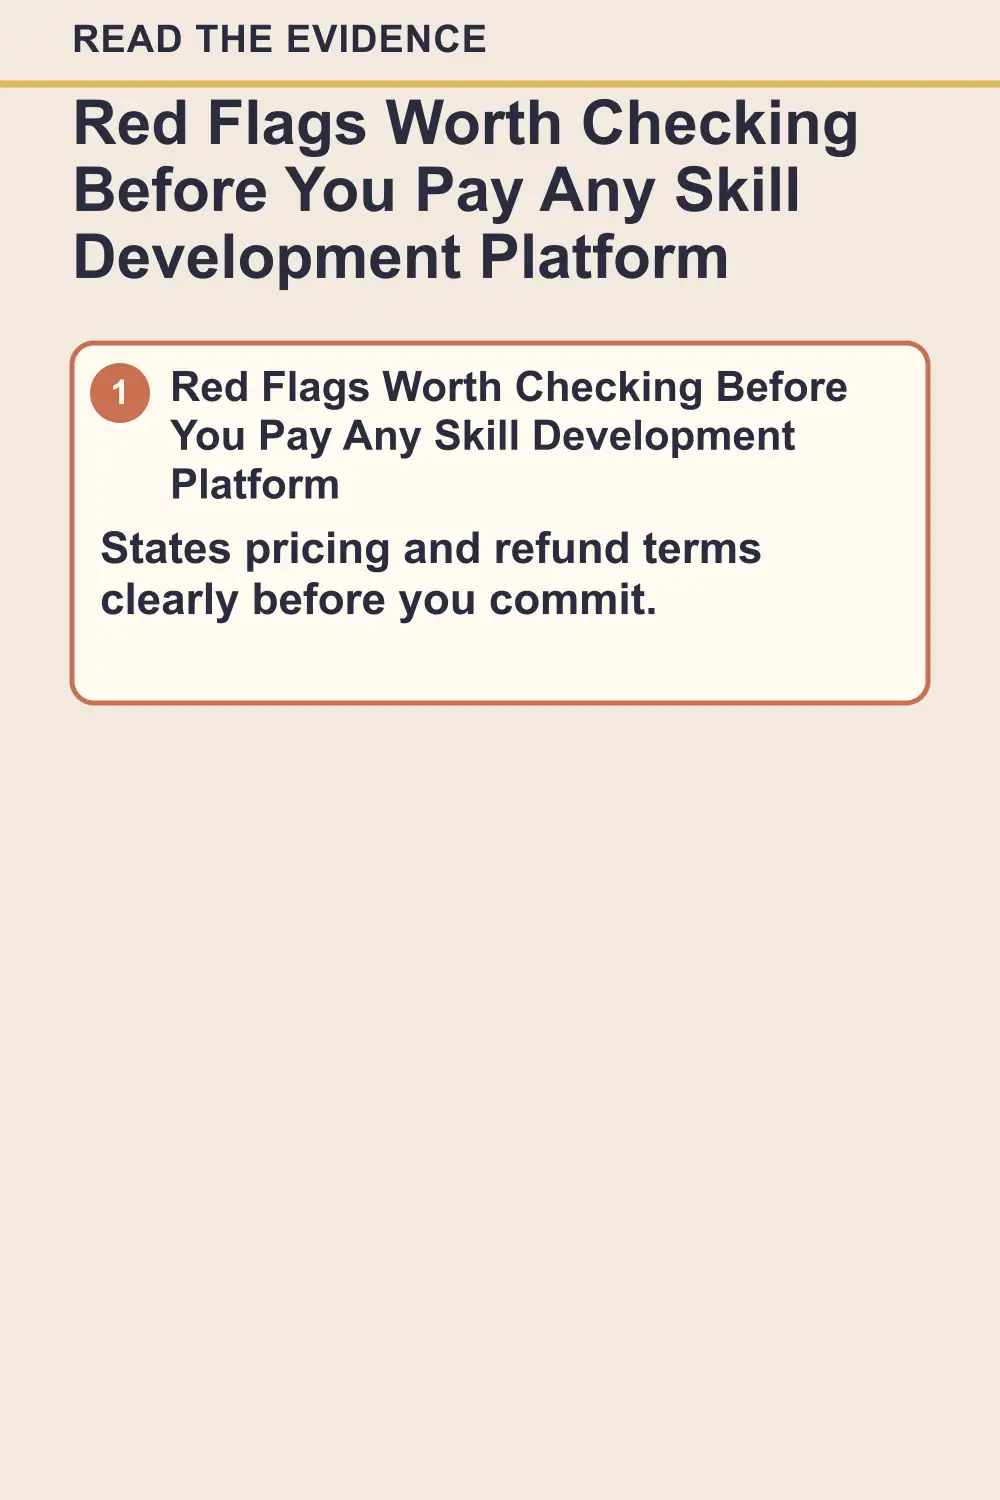 READ THE EVIDENCE
Red Flags Worth Checking
Before You Pay Any Skill
Development Platform
1
Red Flags Worth Checking Before
You Pay Any Skill Development
Platform
States pricing and refund terms
clearly before you commit.